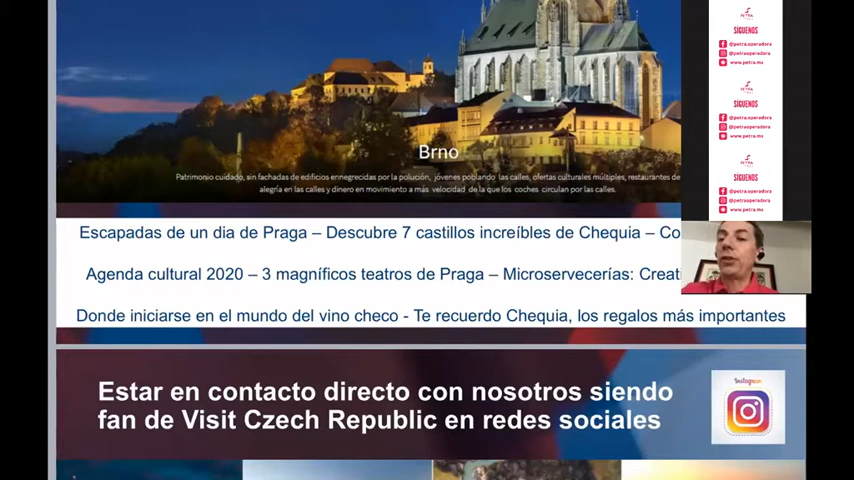 Brno
Patrimonio cuidado, sin fachadas de edificios ennegrecidas por la polución, jóvenes poblando las calles, ofertas culturales múltiples, restaurantes de
alegría en las calles y dinero en movimiento a más velocidad de la que los coches circulan por las calles.
Escapadas de un dia de Praga – Descubre 7 castillos increíbles de Chequia – Co
Agenda cultural 2020 – 3 magníficos teatros de Praga – Microservecerías: Creati
Donde iniciarse en el mundo del vino checo - Te recuerdo Chequia, los regalos más importantes
Estar en contacto directo con nosotros siendo
fan de Visit Czech Republic en redes sociales
Instagram
PETRA
SÍGUENOS
@petra.operadora
@petraoperadora
www.petra.mx
PETRA
SÍGUENOS
@petra.operadora
@petraoperadora
www.petra.mx
PETRA
SÍGUENOS
@petra.operadora
@petraoperadora
www.petra.mx